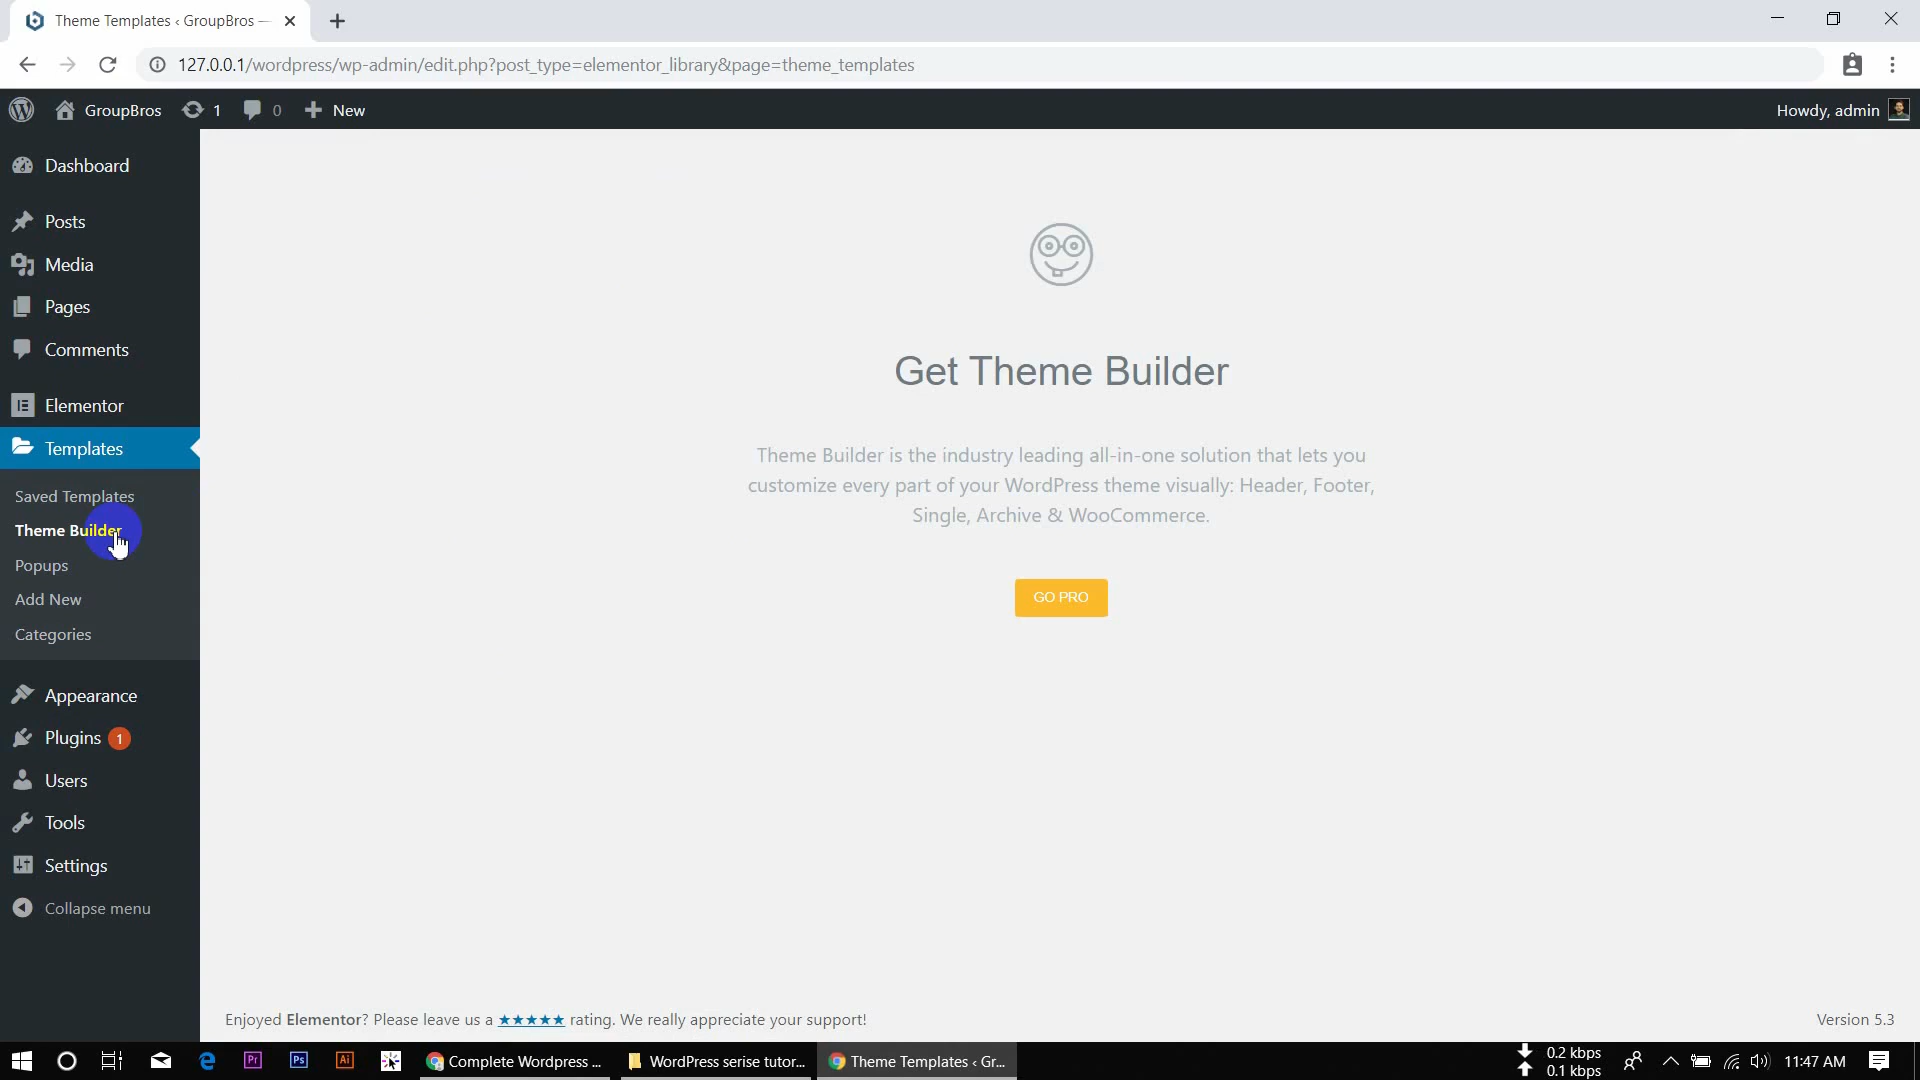 Theme Templates ‹ GroupBros —
127.0.0.1/wordpress/wp-admin/edit.php?post_type=elementor_library&page=theme_templates
GroupBros 1 0 New Howdy, admin
Dashboard
Posts
Media
Pages
Comments
Elementor
Templates
Saved Templates
Theme Builder
Popups
Add New
Categories
Appearance
Plugins 1
Users
Tools
Settings
Collapse menu
Get Theme Builder
Theme Builder is the industry leading all-in-one solution that lets you
customize every part of your WordPress theme visually: Header, Footer,
Single, Archive & WooCommerce.
GO PRO
Enjoyed Elementor? Please leave us a ★★★★★ rating. We really appreciate your support!
Version 5.3
Pr Ps Ai Complete Wordpress ... WordPress serise tutor... Theme Templates ‹ Gr...
0.2 kbps
0.1 kbps
11:47 AM